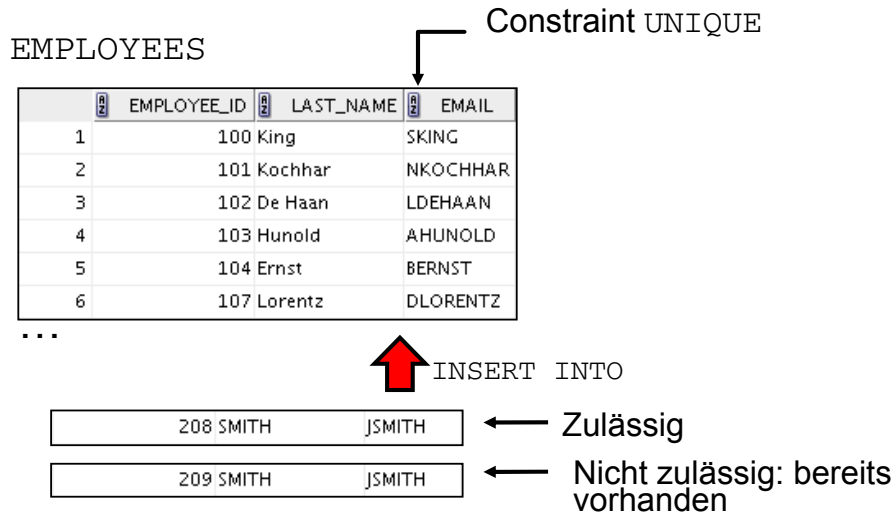 Constraint UNIQUE
EMPLOYEES
EMPLOYEE_ID LAST_NAME EMAIL
1 100 King SKING
2 101 Kochhar NKOCHHAR
3 102 De Haan LDEHAAN
4 103 Hunold AHUNOLD
5 104 Ernst BERNST
6 107 Lorentz DLORENTZ
...
INSERT INTO
208 SMITH JSMITH Zulässig
209 SMITH JSMITH Nicht zulässig: bereits
vorhanden